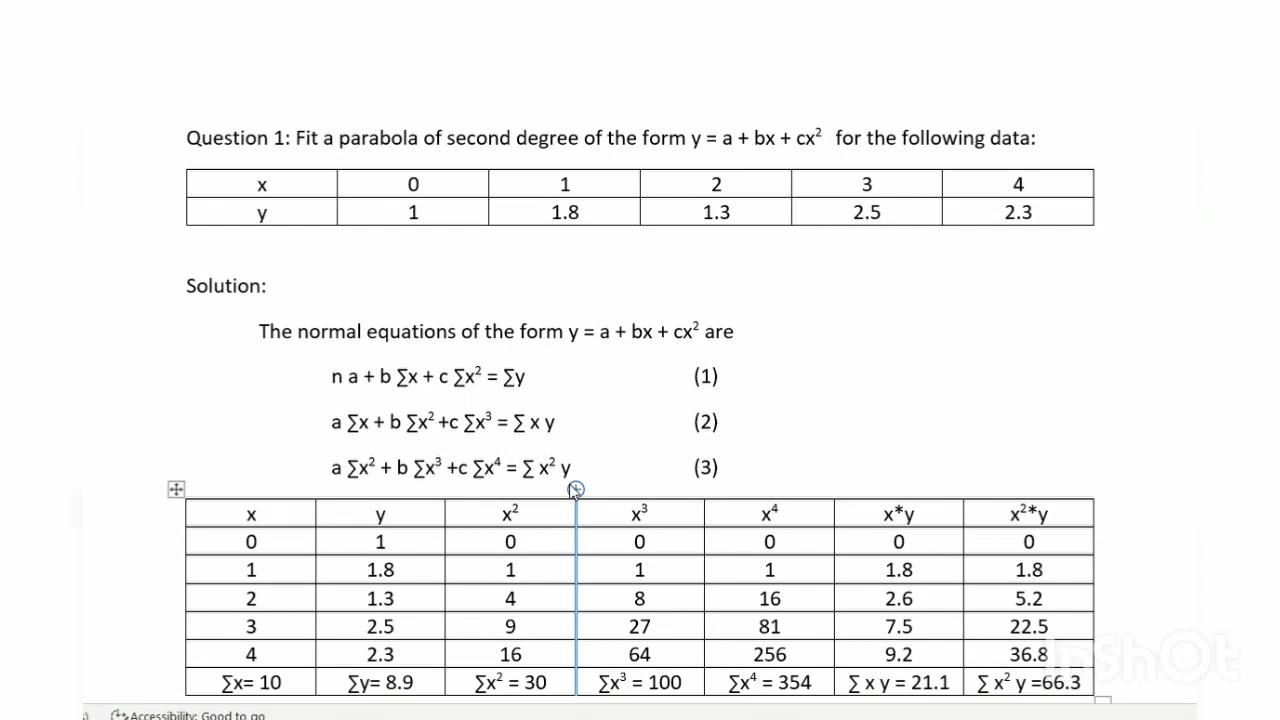 Question 1: Fit a parabola of second degree of the form y = a + bx + cx² for the following data:
x 0 1 2 3 4
y 1 1.8 1.3 2.5 2.3
Solution:
The normal equations of the form y = a + bx + cx² are
n a + b ∑x + c ∑x² = ∑y (1)
a ∑x + b ∑x² +c ∑x³ = ∑ x y (2)
a ∑x² + b ∑x³ +c ∑x⁴ = ∑ x² y (3)
x y x² x³ x⁴ x*y x²*y
0 1 0 0 0 0 0
1 1.8 1 1 1 1.8 1.8
2 1.3 4 8 16 2.6 5.2
3 2.5 9 27 81 7.5 22.5
4 2.3 16 64 256 9.2 36.8
∑x= 10 ∑y= 8.9 ∑x² = 30 ∑x³ = 100 ∑x⁴ = 354 ∑ x y = 21.1 ∑ x² y =66.3
InShOt
Accessibility: Good to go